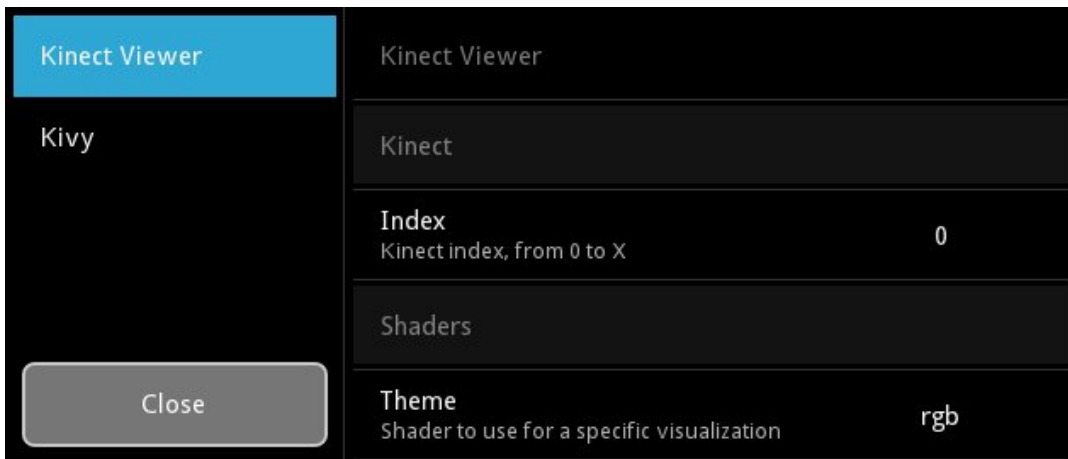 Kinect Viewer
Kivy
Close
Kinect Viewer
Kinect
Index
Kinect index, from 0 to X
0
Shaders
Theme
Shader to use for a specific visualization
rgb